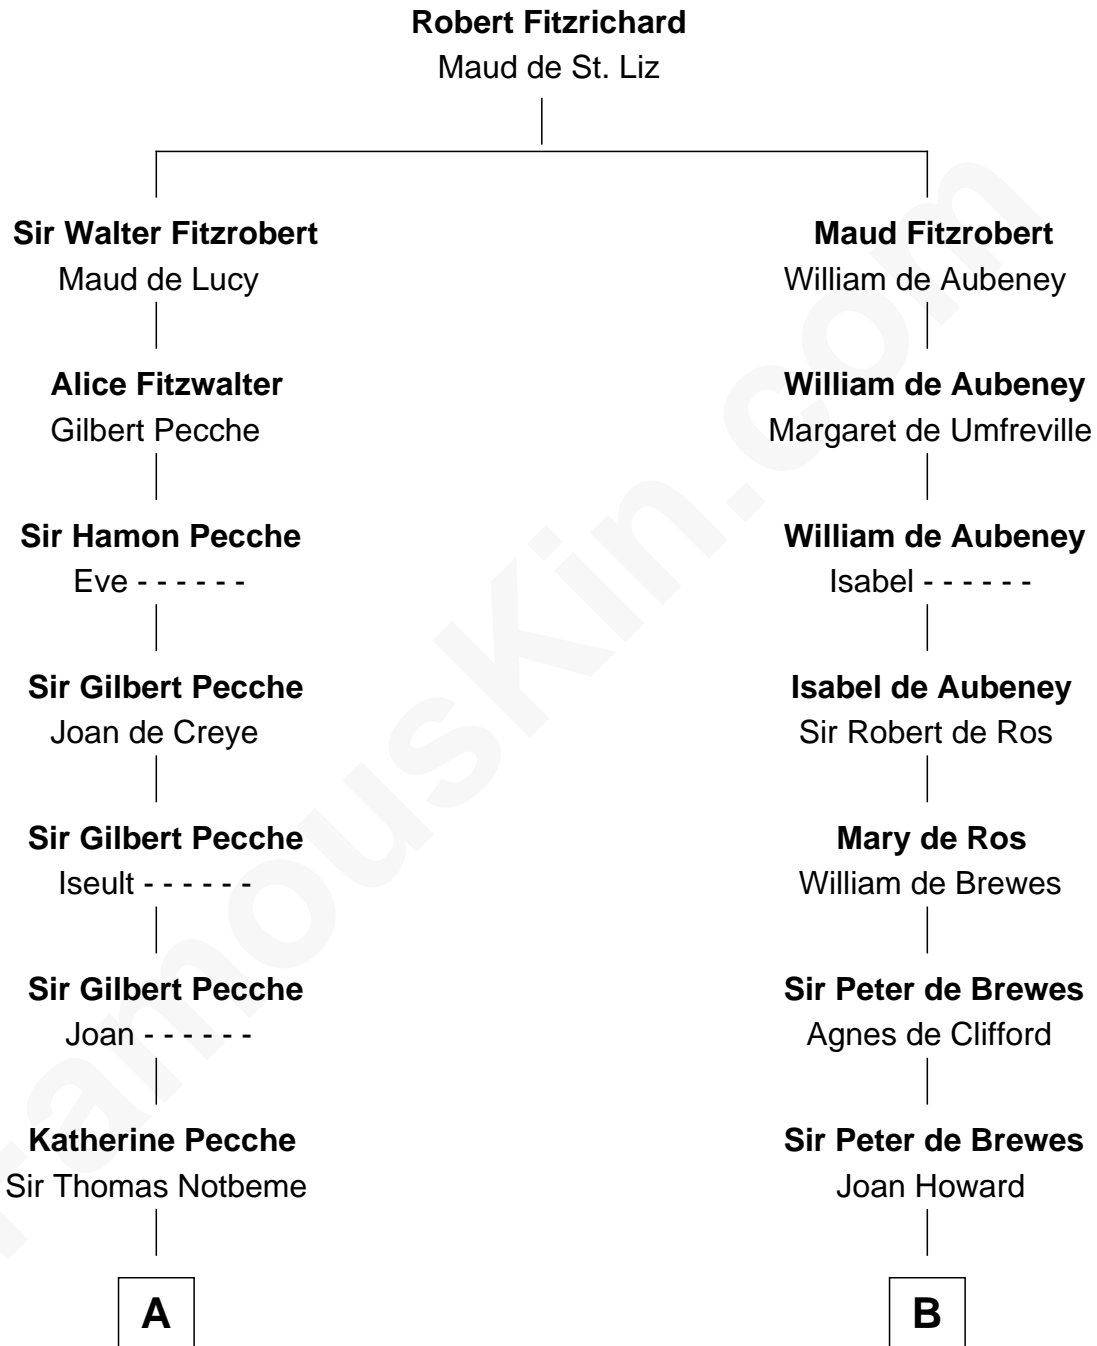 Robert Fitzrichard
Maud de St. Liz
Sir Walter Fitzrobert
Maud de Lucy
Maud Fitzrobert
William de Aubeney
Alice Fitzwalter
Gilbert Pecche
William de Aubeney
Margaret de Umfreville
Sir Hamon Pecche
Eve - - - - - -
William de Aubeney
Isabel - - - - - -
Sir Gilbert Pecche
Joan de Creye
Isabel de Aubeney
Sir Robert de Ros
Sir Gilbert Pecche
Iseult - - - - - -
Mary de Ros
William de Brewes
Sir Gilbert Pecche
Joan - - - - - -
Sir Peter de Brewes
Agnes de Clifford
Katherine Pecche
Sir Thomas Notbeme
Sir Peter de Brewes
Joan Howard
A
B
FamousKin.com